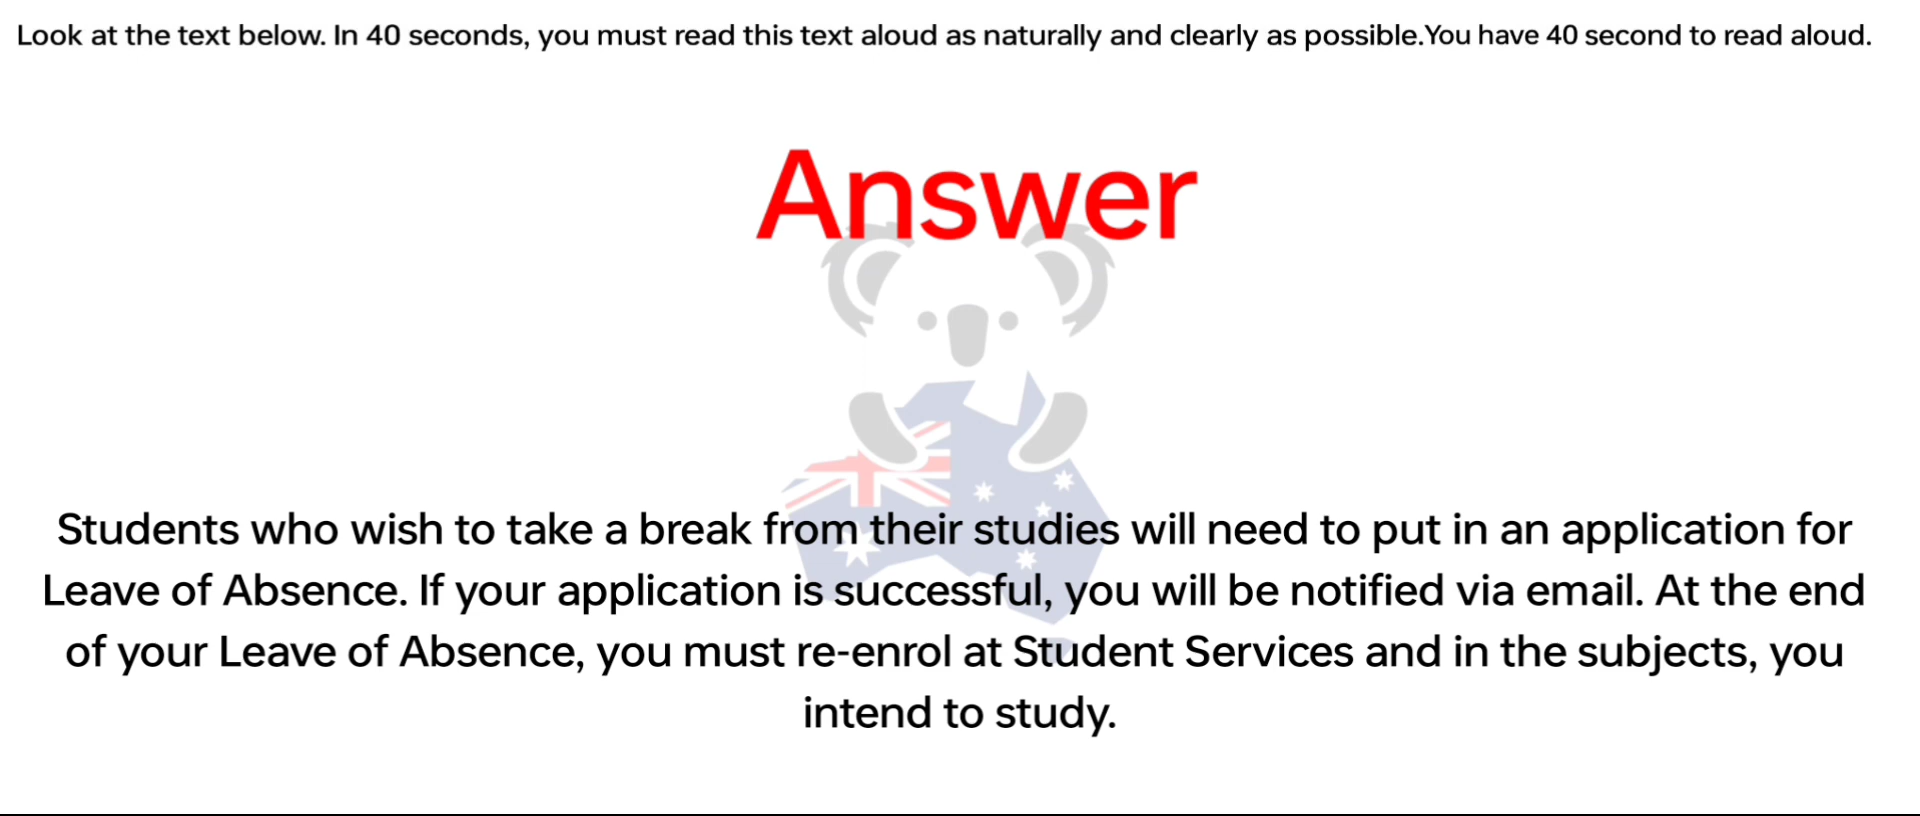 Look at the text below. In 40 seconds, you must read this text aloud as naturally and clearly as possible.You have 40 second to read aloud.
Answer
Students who wish to take a break from their studies will need to put in an application for
Leave of Absence. If your application is successful, you will be notified via email. At the end
of your Leave of Absence, you must re-enrol at Student Services and in the subjects, you
intend to study.